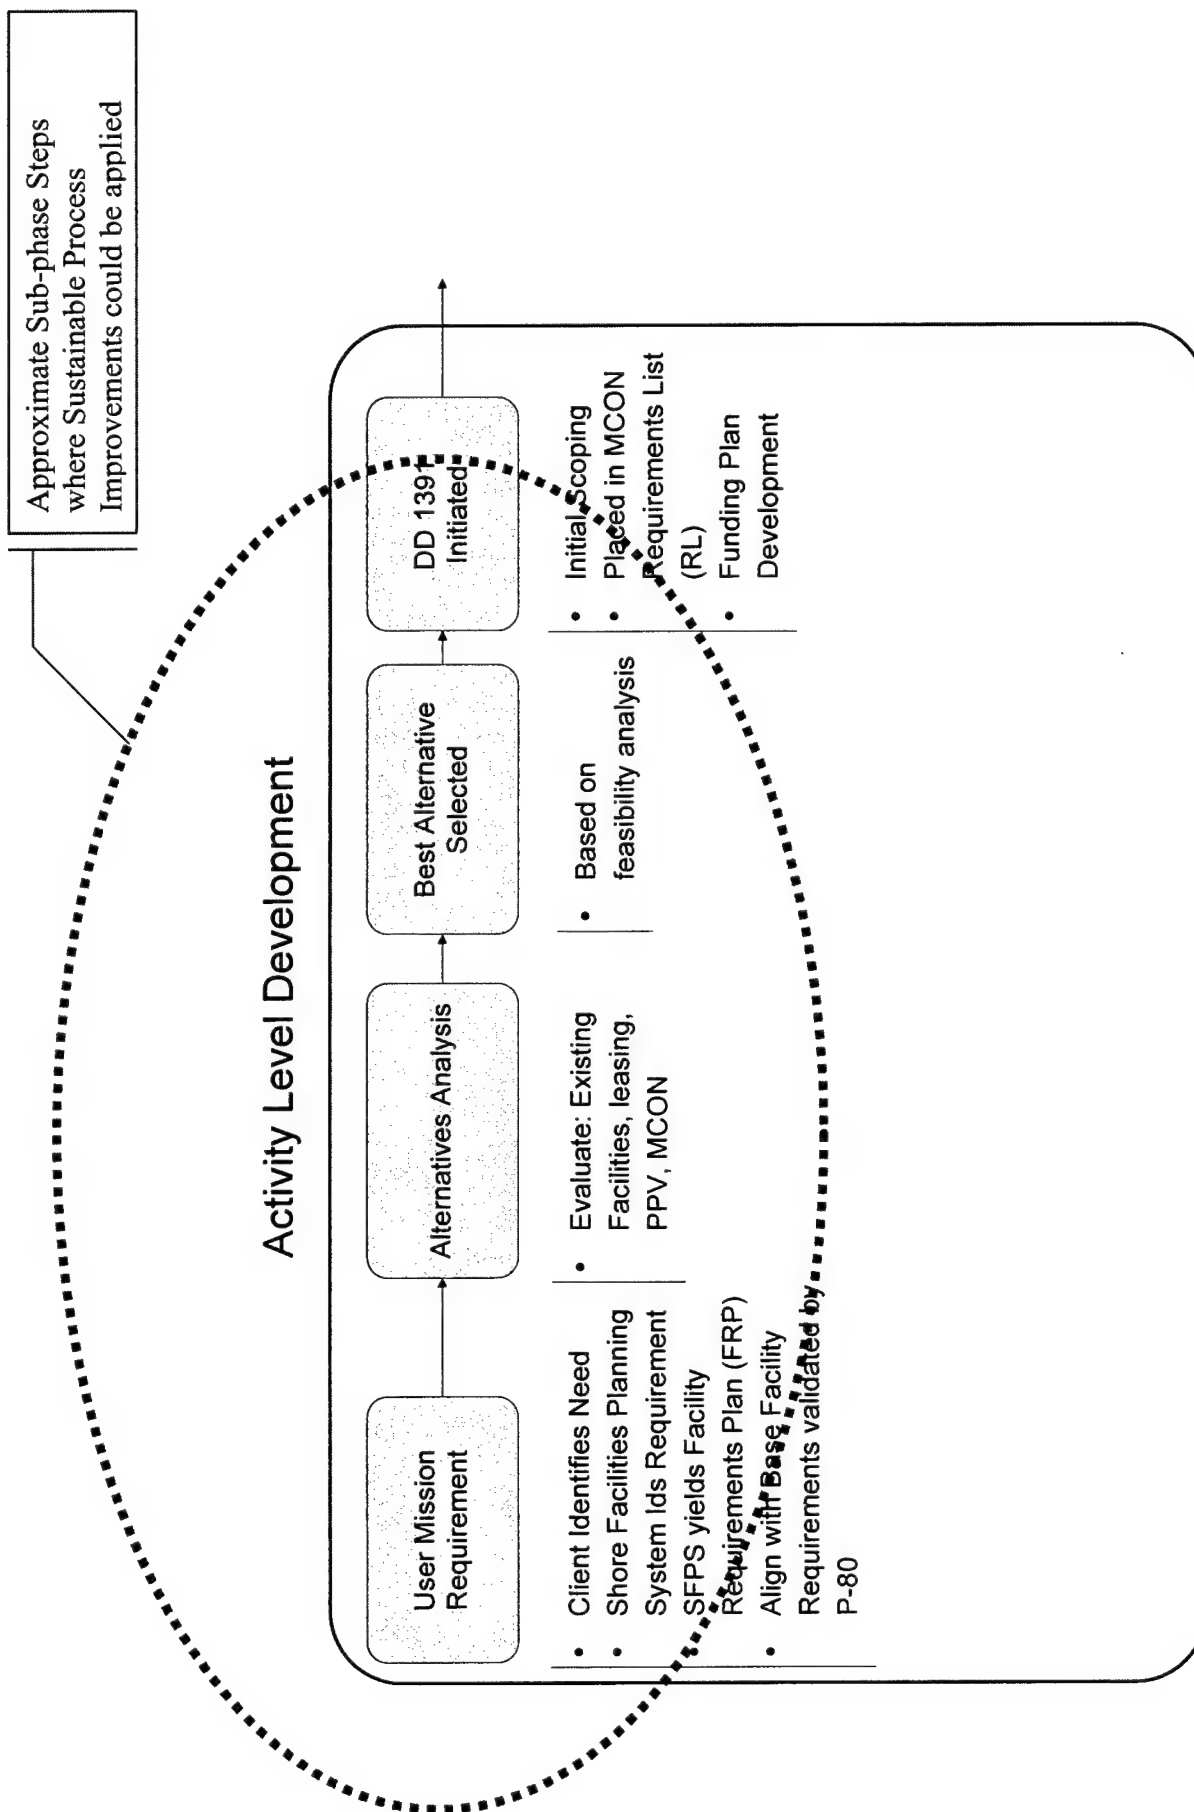 Approximate Sub-phase Steps
where Sustainable Process
Improvements could be applied
Activity Level Development
User Mission
Requirement
Alternatives Analysis
Best Alternative
Selected
DD 1391
Initiated
• Client Identifies Need
• Shore Facilities Planning
System Ids Requirement
• SFPS yields Facility
Requirements Plan (FRP)
• Align with Base Facility
Requirements validated by
P-80
• Evaluate: Existing
Facilities, leasing,
PPV, MCON
• Based on
feasibility analysis
• Initial Scoping
• Placed in MCON
Requirements List
(RL)
• Funding Plan
Development